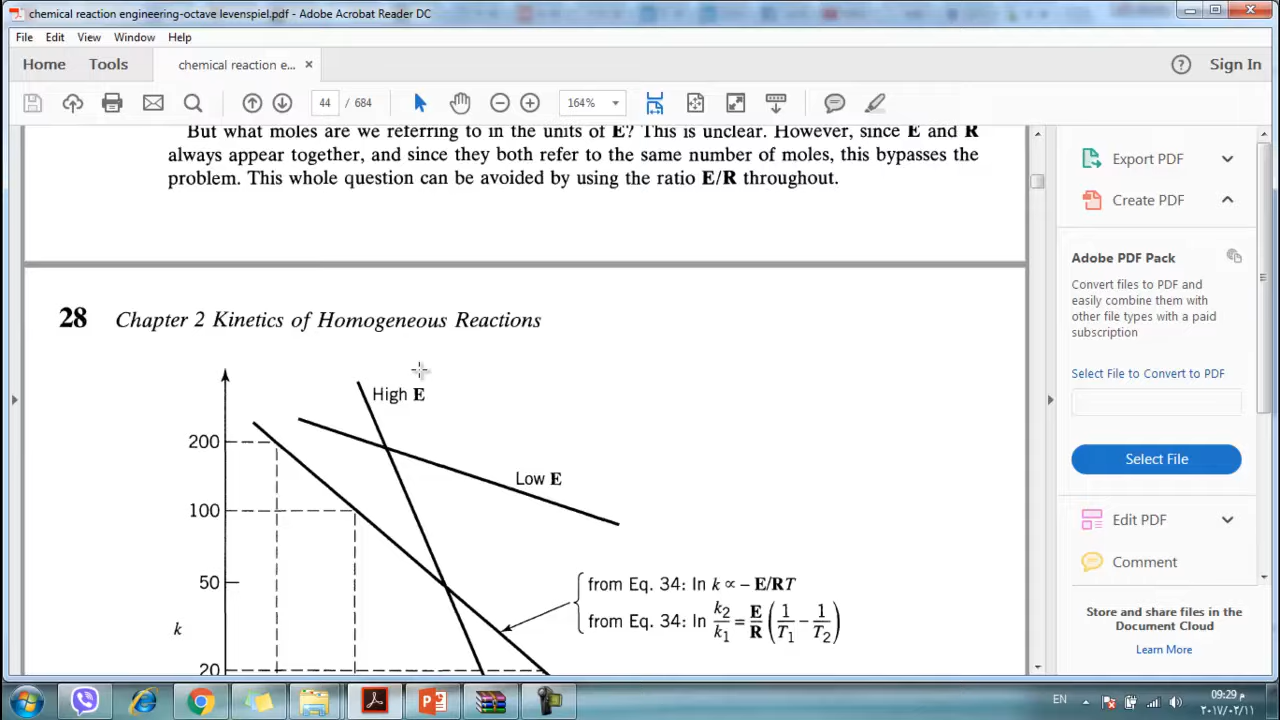 chemical reaction engineering-octave levenspiel.pdf - Adobe Acrobat Reader DC
File Edit View Window Help
Home Tools chemical reaction e... × Sign In
44 / 684 164%
But what moles are we referring to in the units of E? This is unclear. However, since E and R
always appear together, and since they both refer to the same number of moles, this bypasses the
problem. This whole question can be avoided by using the ratio E/R throughout.
28 Chapter 2 Kinetics of Homogeneous Reactions
High E
200
Low E
100
50
from Eq. 34: ln k ∝ – E/RT
from Eq. 34: ln k₂/k₁ = E/R (1/T₁ – 1/T₂)
k
20
Export PDF
Create PDF
Adobe PDF Pack
Convert files to PDF and
easily combine them with
other file types with a paid
subscription
Select File to Convert to PDF
Select File
Edit PDF
Comment
Store and share files in the
Document Cloud
Learn More
EN
09:29 م
٢٠١٧/٠٢/١١